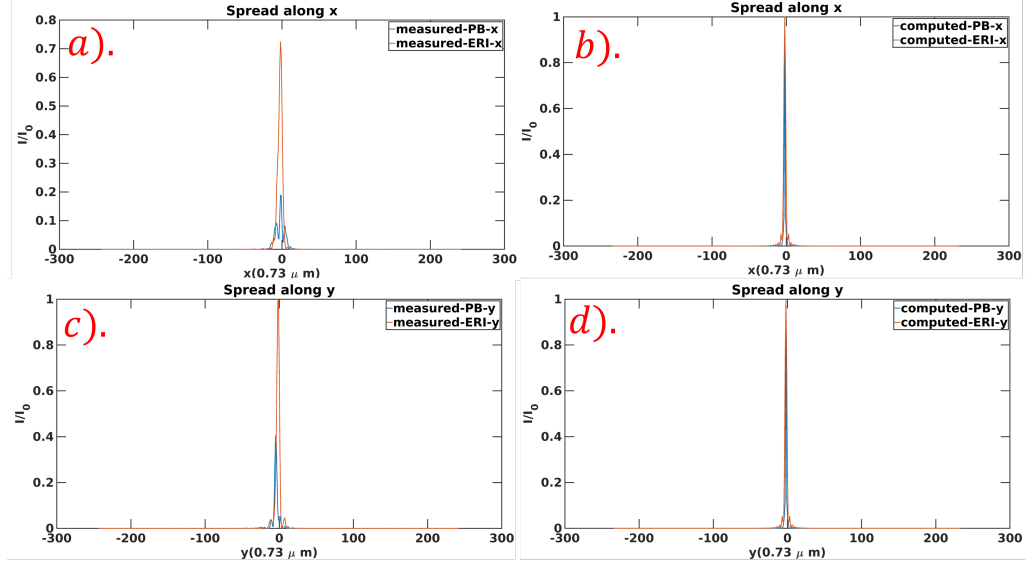 Spread along x
a).
measured-PB-x
measured-ERI-x
I/I0
0.8
0.7
0.6
0.5
0.4
0.3
0.2
0.1
0
-300 -200 -100 0 100 200 300
x(0.73 μ m)
Spread along x
b).
computed-PB-x
computed-ERI-x
I/I0
1
0.8
0.6
0.4
0.2
0
-300 -200 -100 0 100 200 300
x(0.73 μ m)
Spread along y
c).
measured-PB-y
measured-ERI-y
I/I0
1
0.8
0.6
0.4
0.2
0
-300 -200 -100 0 100 200 300
y(0.73 μ m)
Spread along y
d).
computed-PB-y
computed-ERI-y
I/I0
1
0.8
0.6
0.4
0.2
0
-300 -200 -100 0 100 200 300
y(0.73 μ m)